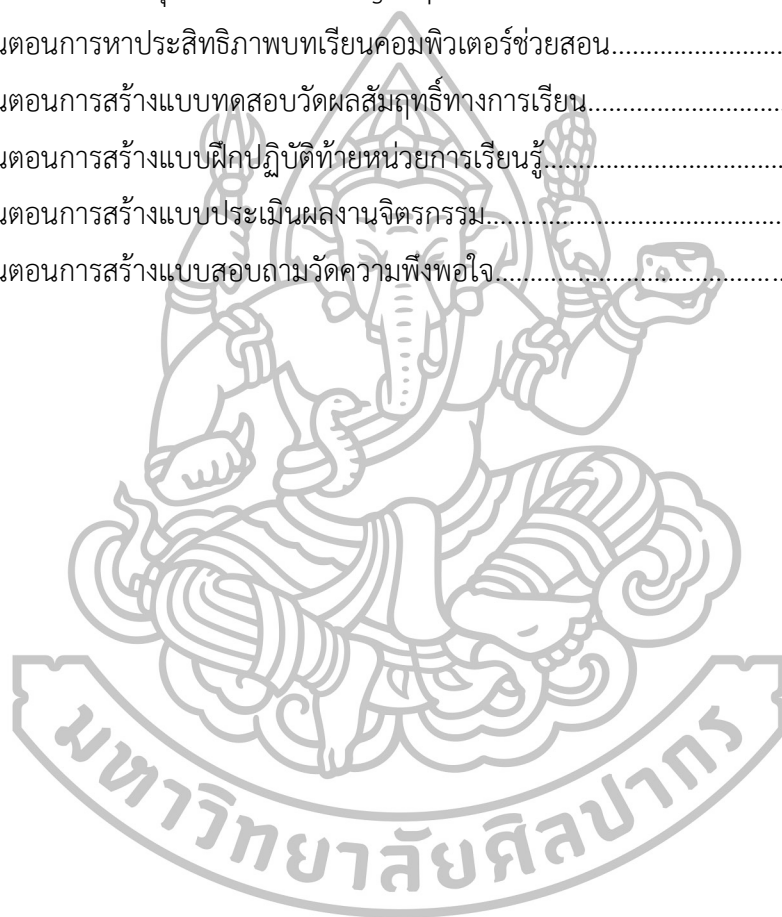 นตอนการหาประสิทธิภาพบทเรียนคอมพิวเตอร์ช่วยสอน
นตอนการสร้างแบบทดสอบวัดผลสัมฤทธิ์ทางการเรียน
นตอนการสร้างแบบฝึกปฏิบัติท้ายหน่วยการเรียนรู้
นตอนการสร้างแบบประเมินผลงานจิตรกรรม
นตอนการสร้างแบบสอบถามวัดความพึงพอใจ
มหาวิทยาลัยศิลปากร